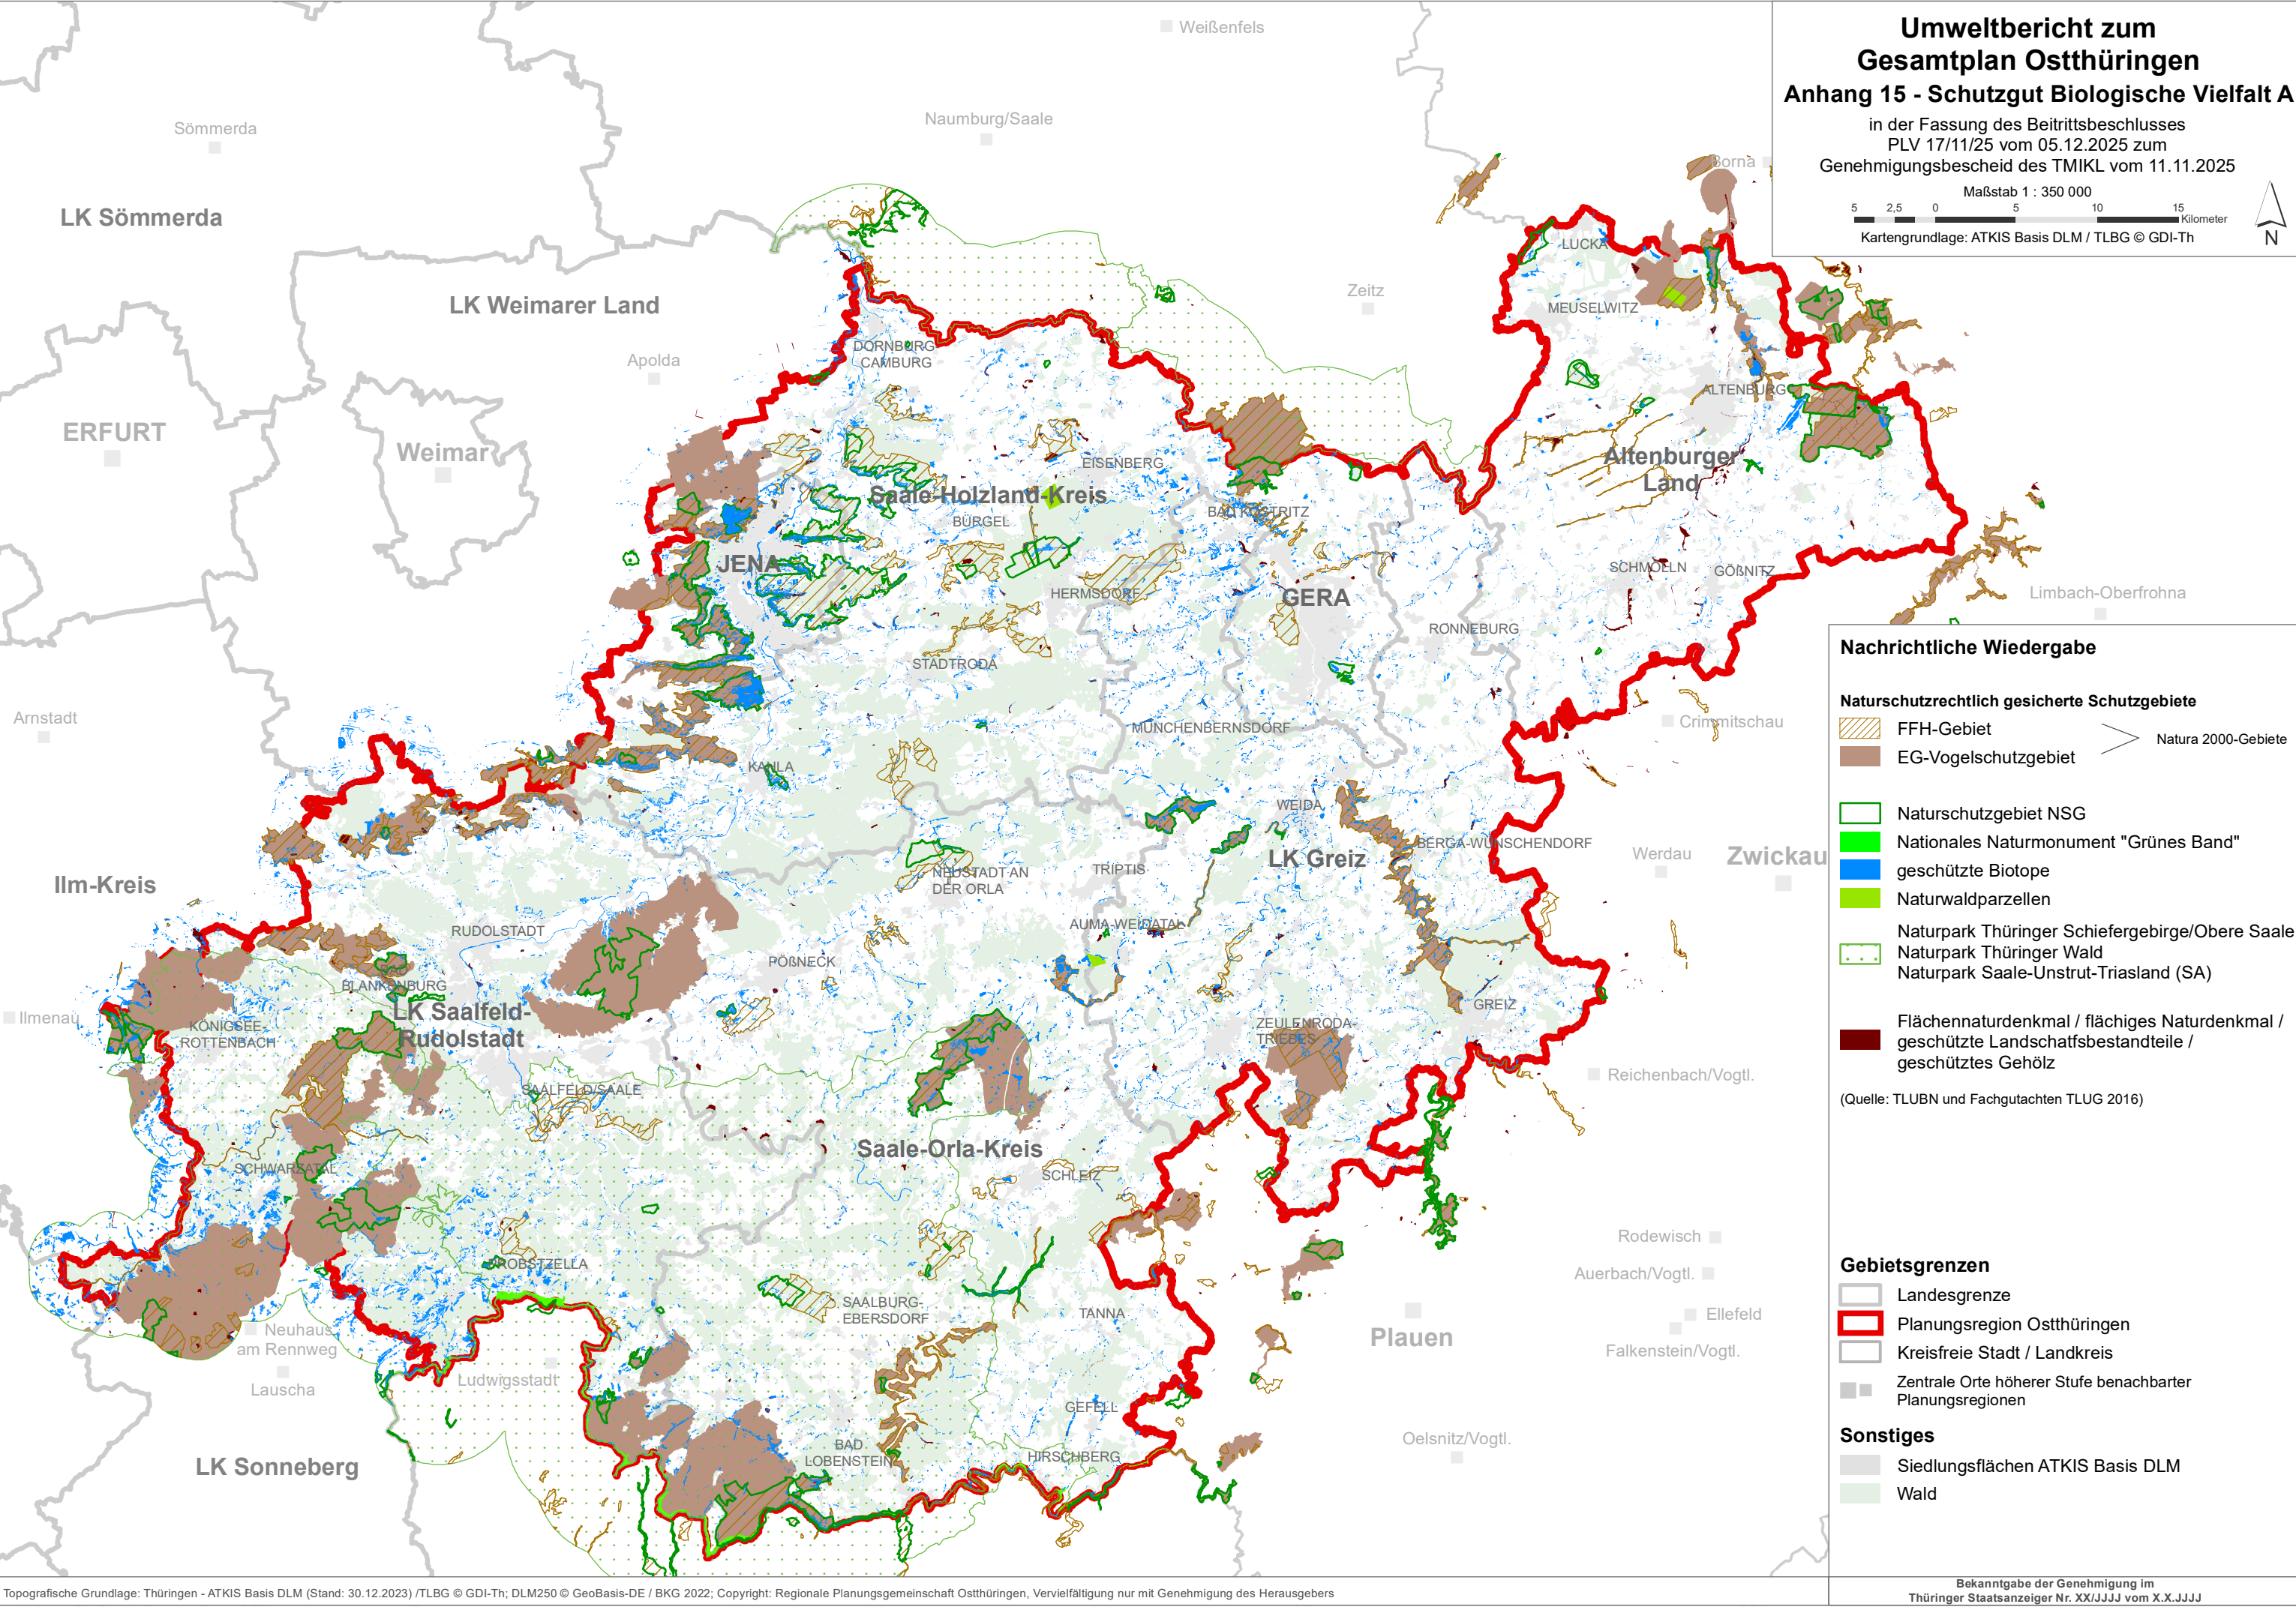 Umweltbericht zum
Gesamtplan Ostthüringen
Anhang 15 - Schutzgut Biologische Vielfalt A
in der Fassung des Beitrittsbeschlusses
PLV 17/11/25 vom 05.12.2025 zum
Genehmigungsbescheid des TMIKL vom 11.11.2025
Maßstab 1 : 350 000
5 2,5 0 5 10 15
Kilometer
Kartengrundlage: ATKIS Basis DLM / TLBG © GDI-Th
N
Weißenfels
Sömmerda
Naumburg/Saale
Borna
LK Sömmerda
LUCKA
LK Weimarer Land
Zeitz
MEUSELWITZ
DORNBURG-
CAMBURG
Apolda
ALTENBURG
ERFURT
Weimar
EISENBERG
Altenburger
Land
Saale-Holzland-Kreis
BÜRGEL
BAD KÖSTRITZ
JENA
SCHMÖLLN
GÖßNITZ
HERMSDORF
GERA
Limbach-Oberfrohna
RONNEBURG
STADTRODA
Arnstadt
Crimmitschau
MÜNCHENBERNSDORF
KAHLA
WEIDA
BERGA-WÜNSCHENDORF
LK Greiz
Werdau
Zwickau
Ilm-Kreis
NEUSTADT AN
DER ORLA
TRIPTIS
AUMA-WEIDATAL
RUDOLSTADT
PÖßNECK
BAD
BLANKENBURG
LK Saalfeld-
Rudolstadt
Ilmenau
KÖNIGSEE-
ROTTENBACH
GREIZ
ZEULENRODA-
TRIEBES
Reichenbach/Vogtl.
SAALFELD/SAALE
Saale-Orla-Kreis
SCHWARZATAL
SCHLEIZ
Rodewisch
PROBSTZELLA
Auerbach/Vogtl.
SAALBURG-
EBERSDORF
TANNA
Ellefeld
Neuhaus
am Rennweg
Plauen
Falkenstein/Vogtl.
Lauscha
Ludwigsstadt
GEFELL
Oelsnitz/Vogtl.
BAD
LOBENSTEIN
HIRSCHBERG
LK Sonneberg
Nachrichtliche Wiedergabe
Naturschutzrechtlich gesicherte Schutzgebiete
FFH-Gebiet
EG-Vogelschutzgebiet
Natura 2000-Gebiete
Naturschutzgebiet NSG
Nationales Naturmonument "Grünes Band"
geschützte Biotope
Naturwaldparzellen
Naturpark Thüringer Schiefergebirge/Obere Saale
Naturpark Thüringer Wald
Naturpark Saale-Unstrut-Triasland (SA)
Flächennaturdenkmal / flächiges Naturdenkmal /
geschützte Landschatfsbestandteile /
geschütztes Gehölz
(Quelle: TLUBN und Fachgutachten TLUG 2016)
Gebietsgrenzen
Landesgrenze
Planungsregion Ostthüringen
Kreisfreie Stadt / Landkreis
Zentrale Orte höherer Stufe benachbarter
Planungsregionen
Sonstiges
Siedlungsflächen ATKIS Basis DLM
Wald
Topografische Grundlage: Thüringen - ATKIS Basis DLM (Stand: 30.12.2023) /TLBG © GDI-Th; DLM250 © GeoBasis-DE / BKG 2022; Copyright: Regionale Planungsgemeinschaft Ostthüringen, Vervielfältigung nur mit Genehmigung des Herausgebers
Bekanntgabe der Genehmigung im
Thüringer Staatsanzeiger Nr. XX/JJJJ vom X.X.JJJJ